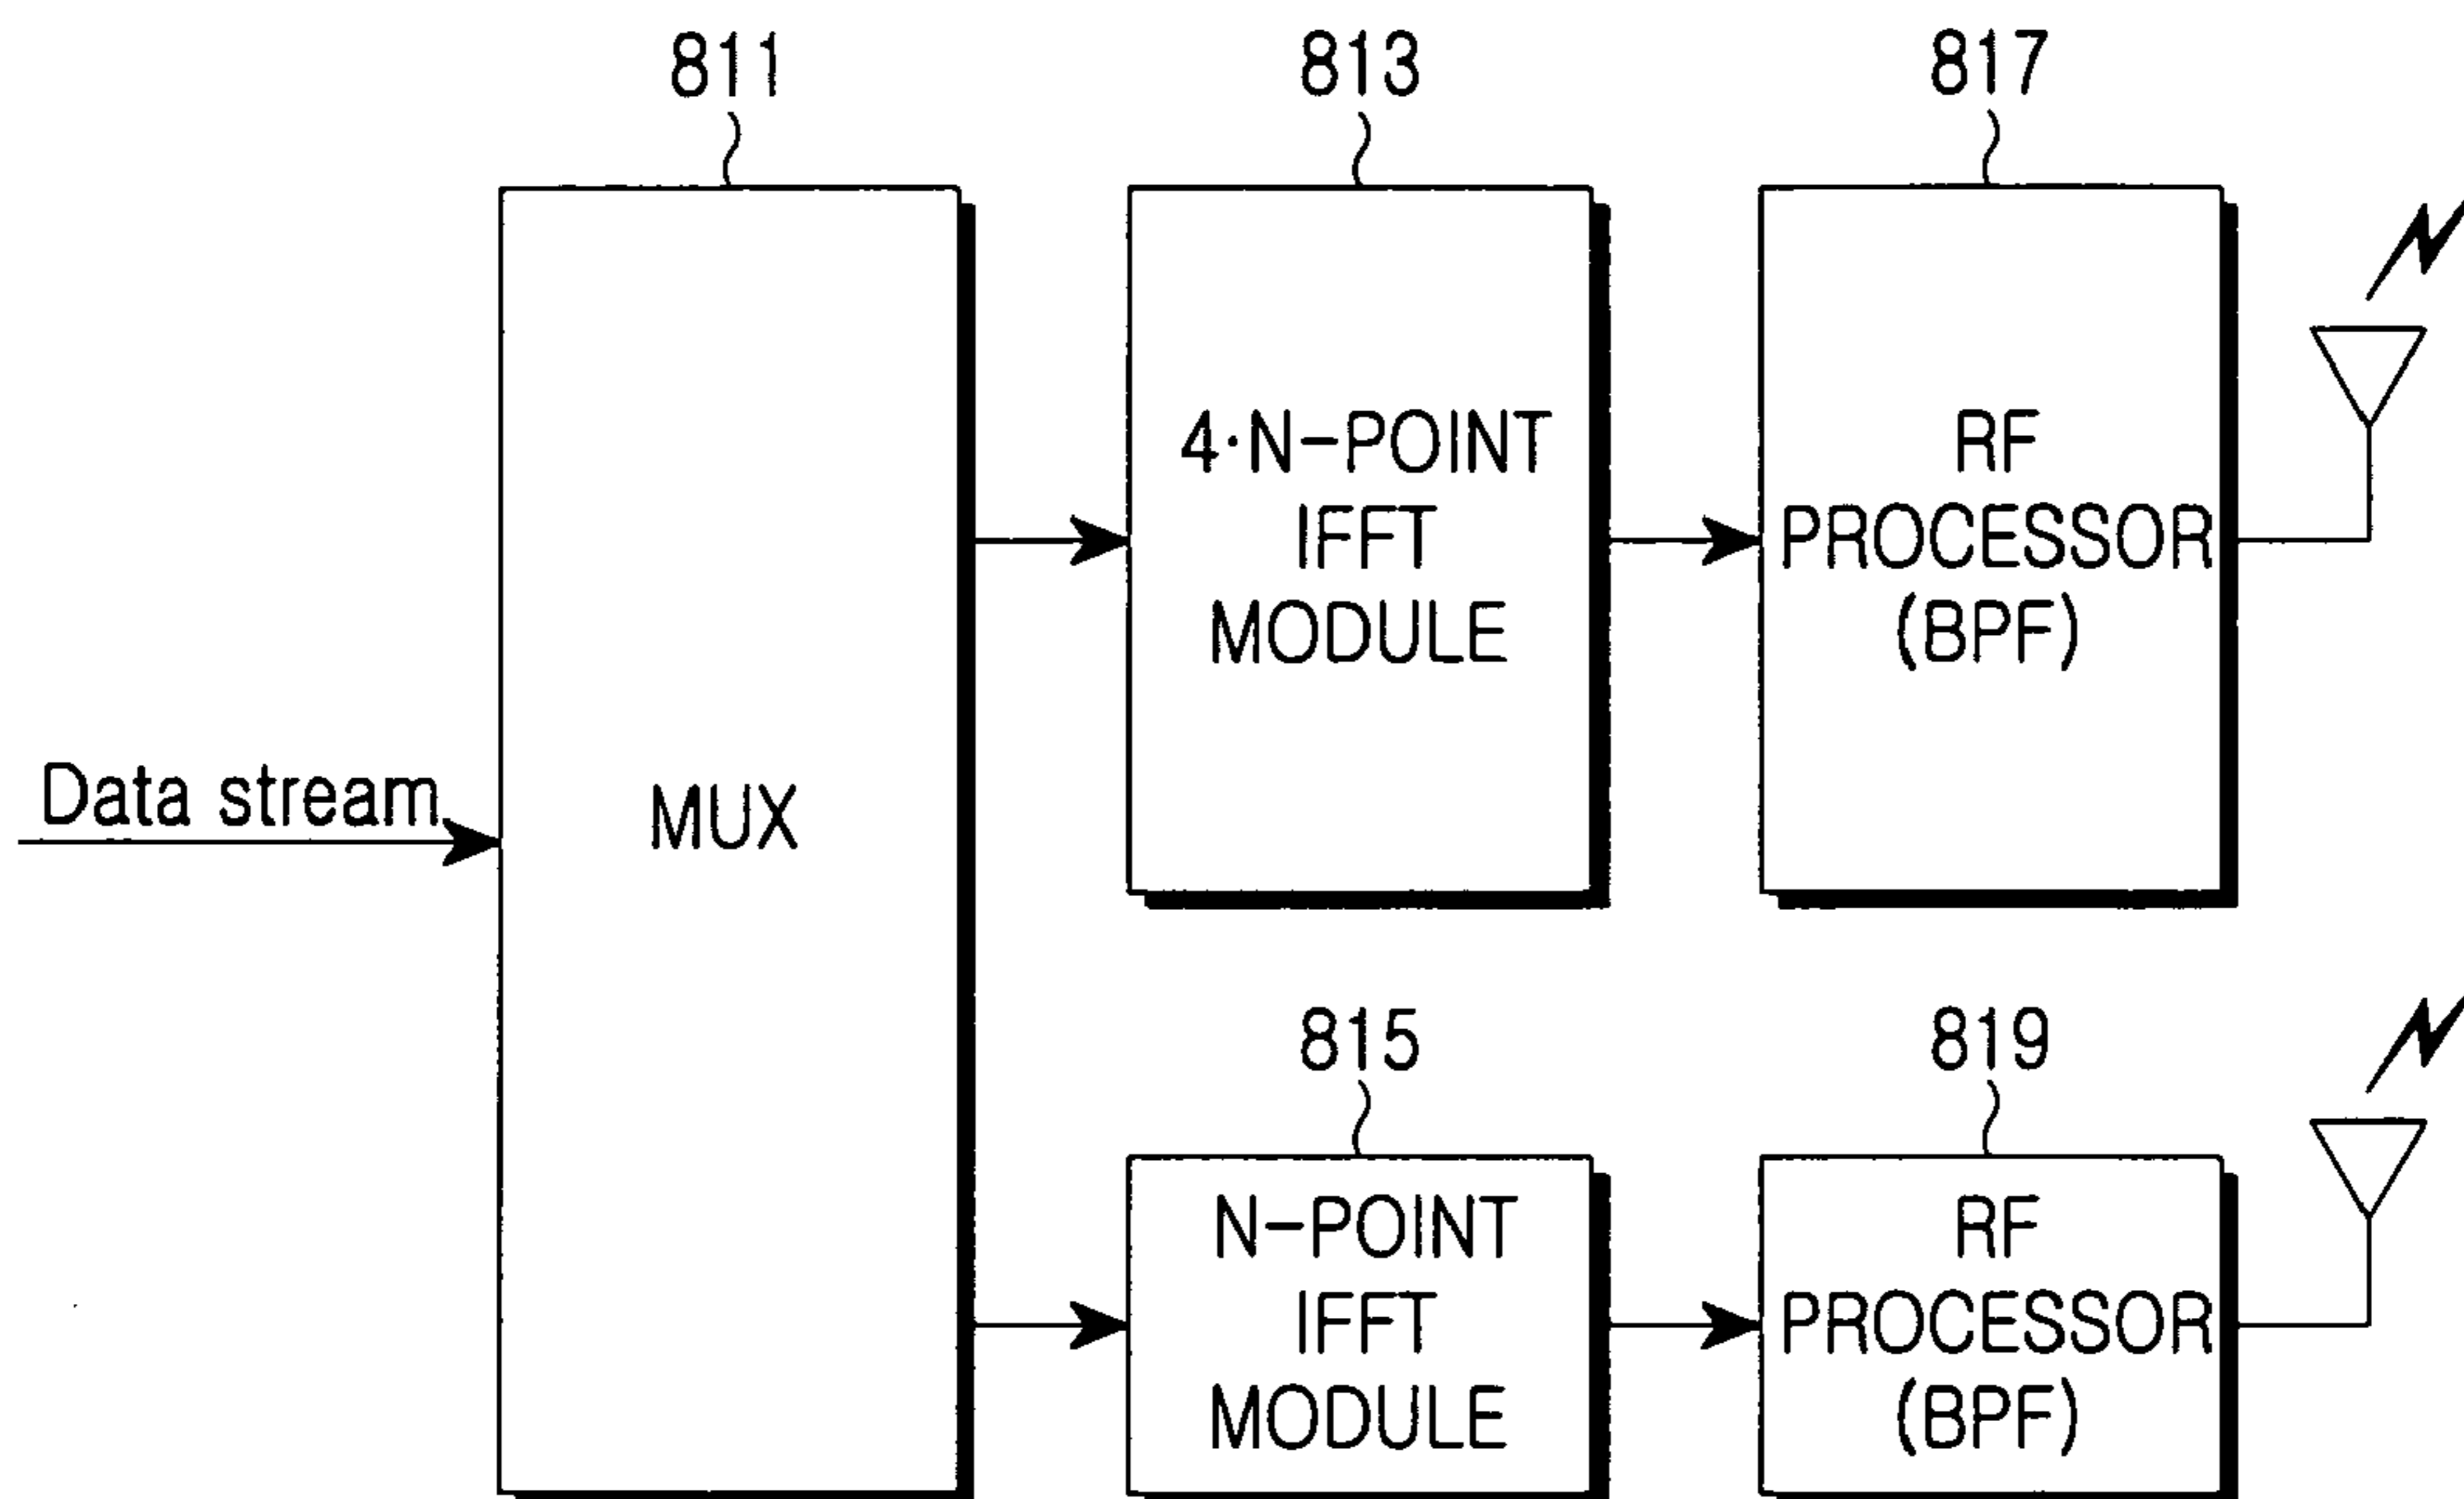 811
813
817
4·N-POINT
IFFT
MODULE
RF
PROCESSOR
(BPF)
Data stream
MUX
815
819
N-POINT
IFFT
MODULE
RF
PROCESSOR
(BPF)